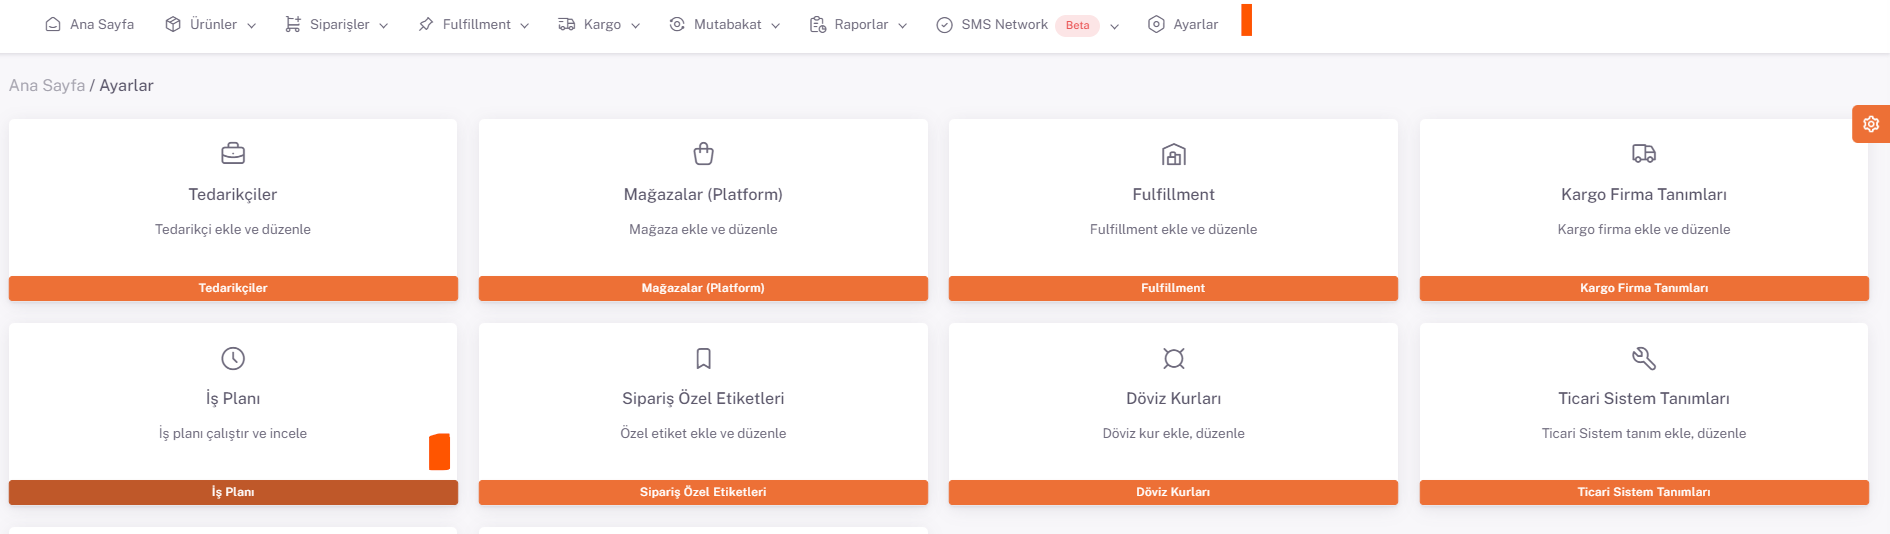 Ana Sayfa Ürünler Siparişler Fulfillment Kargo Mutabakat Raporlar SMS Network Beta Ayarlar
Ana Sayfa / Ayarlar
Tedarikçiler
Tedarikçi ekle ve düzenle
Tedarikçiler
Mağazalar (Platform)
Mağaza ekle ve düzenle
Mağazalar (Platform)
Fulfillment
Fulfillment ekle ve düzenle
Fulfillment
Kargo Firma Tanımları
Kargo firma ekle ve düzenle
Kargo Firma Tanımları
İş Planı
İş planı çalıştır ve incele
İş Planı
Sipariş Özel Etiketleri
Özel etiket ekle ve düzenle
Sipariş Özel Etiketleri
Döviz Kurları
Döviz kur ekle, düzenle
Döviz Kurları
Ticari Sistem Tanımları
Ticari Sistem tanım ekle, düzenle
Ticari Sistem Tanımları